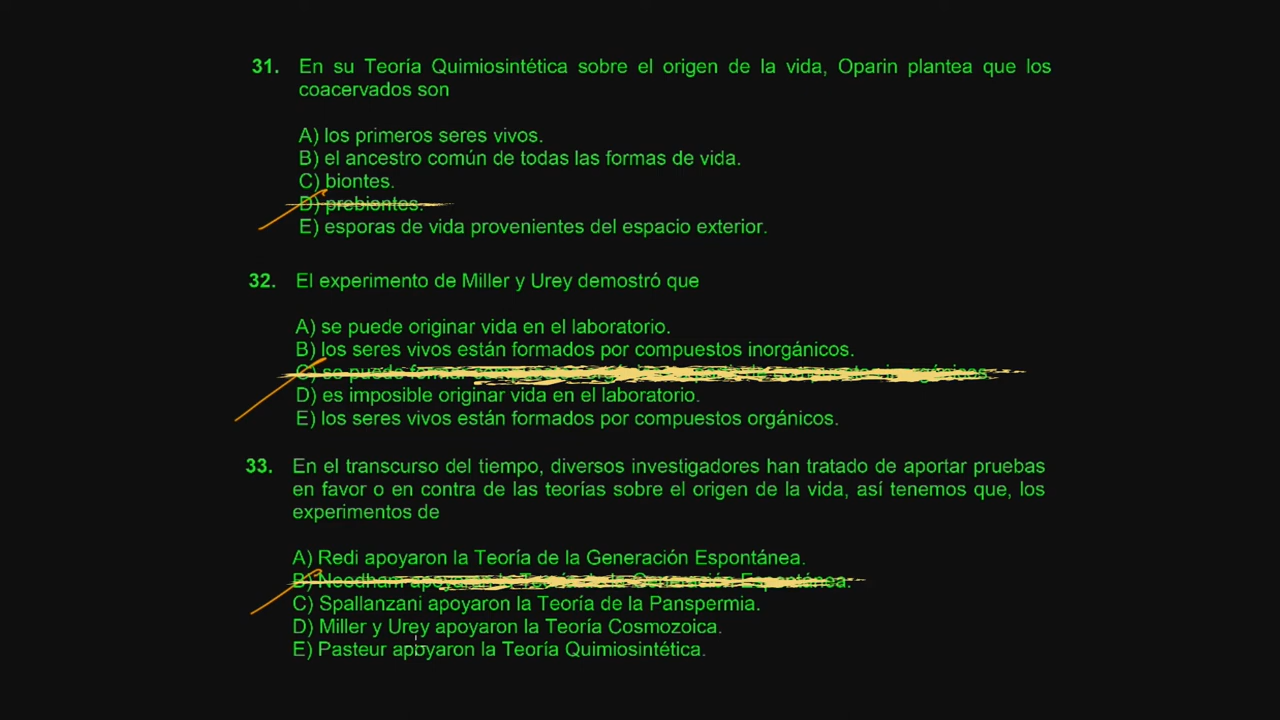 31. En su Teoría Quimiosintética sobre el origen de la vida, Oparin plantea que los
coacervados son
A) los primeros seres vivos.
B) el ancestro común de todas las formas de vida.
C) biontes.
D) prebiontes.
E) esporas de vida provenientes del espacio exterior.
32. El experimento de Miller y Urey demostró que
A) se puede originar vida en el laboratorio.
B) los seres vivos están formados por compuestos inorgánicos.
C) se puede formar
D) es imposible originar vida en el laboratorio.
E) los seres vivos están formados por compuestos orgánicos.
33. En el transcurso del tiempo, diversos investigadores han tratado de aportar pruebas
en favor o en contra de las teorías sobre el origen de la vida, así tenemos que, los
experimentos de
A) Redi apoyaron la Teoría de la Generación Espontánea.
B) Needham apoyaron la Teoría de la Generación Espontánea.
C) Spallanzani apoyaron la Teoría de la Panspermia.
D) Miller y Urey apoyaron la Teoría Cosmozoica.
E) Pasteur apoyaron la Teoría Quimiosintética.